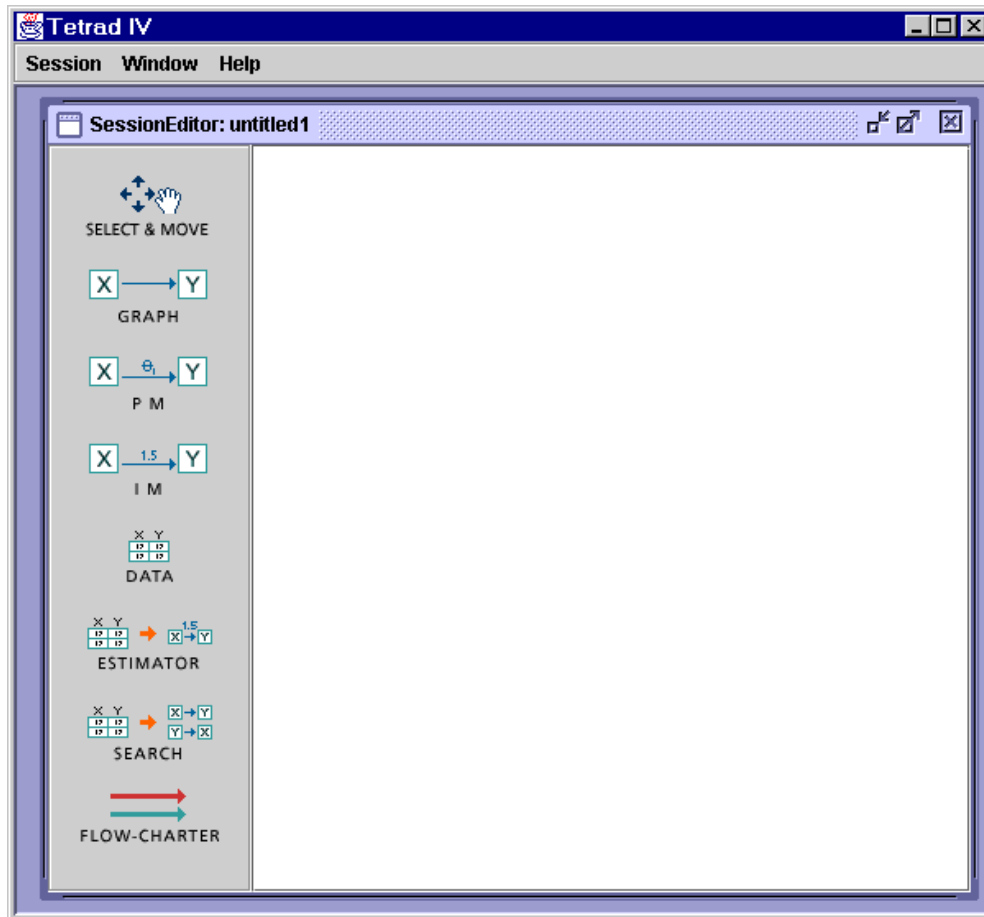 Tetrad IV
Session Window Help
SessionEditor: untitled1
SELECT & MOVE
X Y
GRAPH
X θ₁ Y
P M
X 1.5 Y
I M
X Y
DATA
X Y 1.5
X Y
ESTIMATOR
X Y X Y
Y X
SEARCH
FLOW-CHARTER